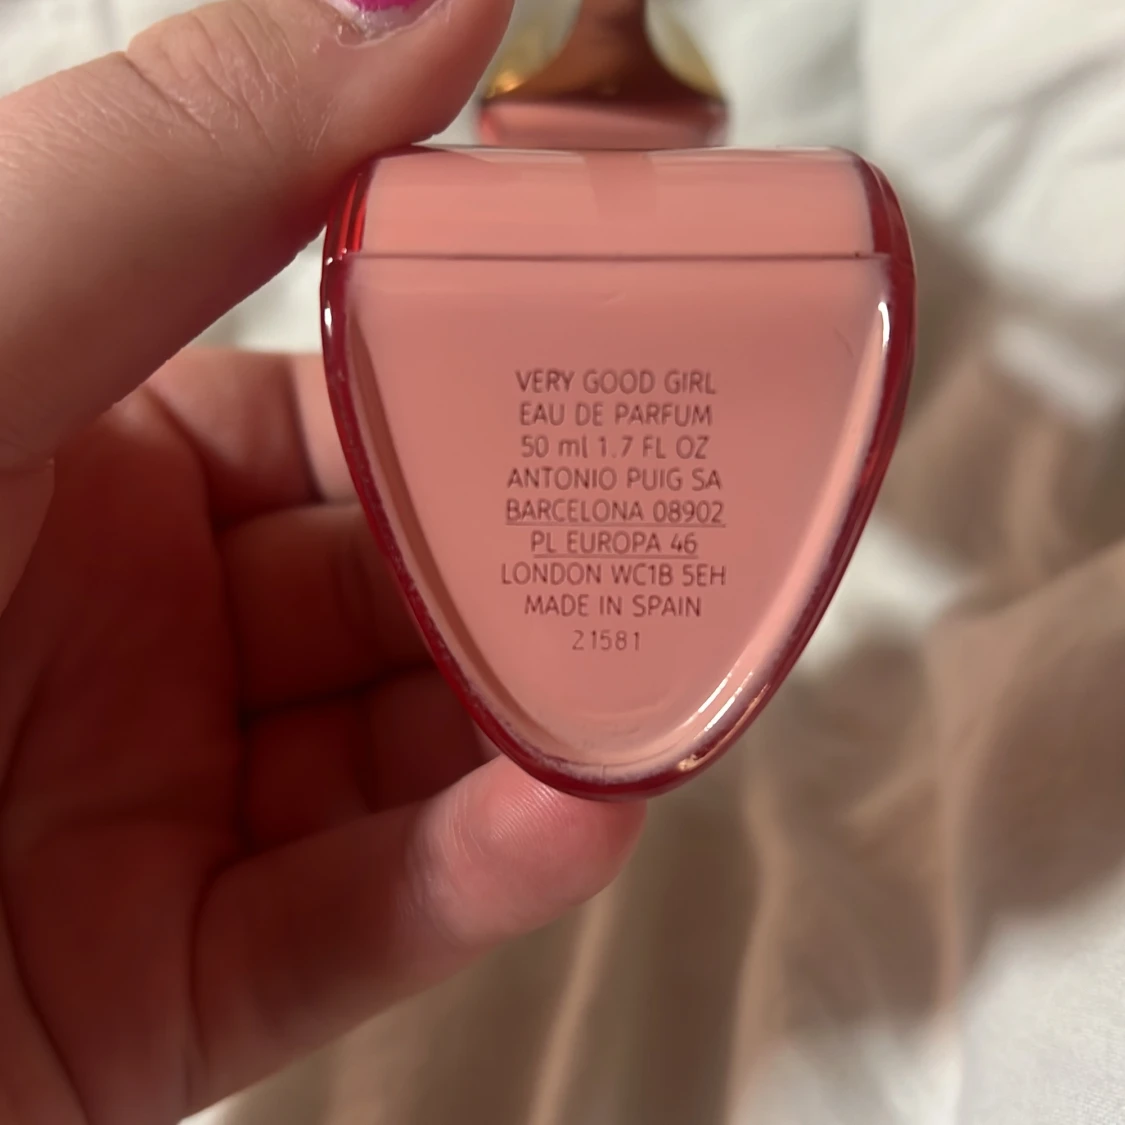 VERY GOOD GIRL
EAU DE PARFUM
50 ml 1.7 FL OZ
ANTONIO PUIG SA
BARCELONA 08902
PL EUROPA 46
LONDON WC1B 5EH
MADE IN SPAIN
21581